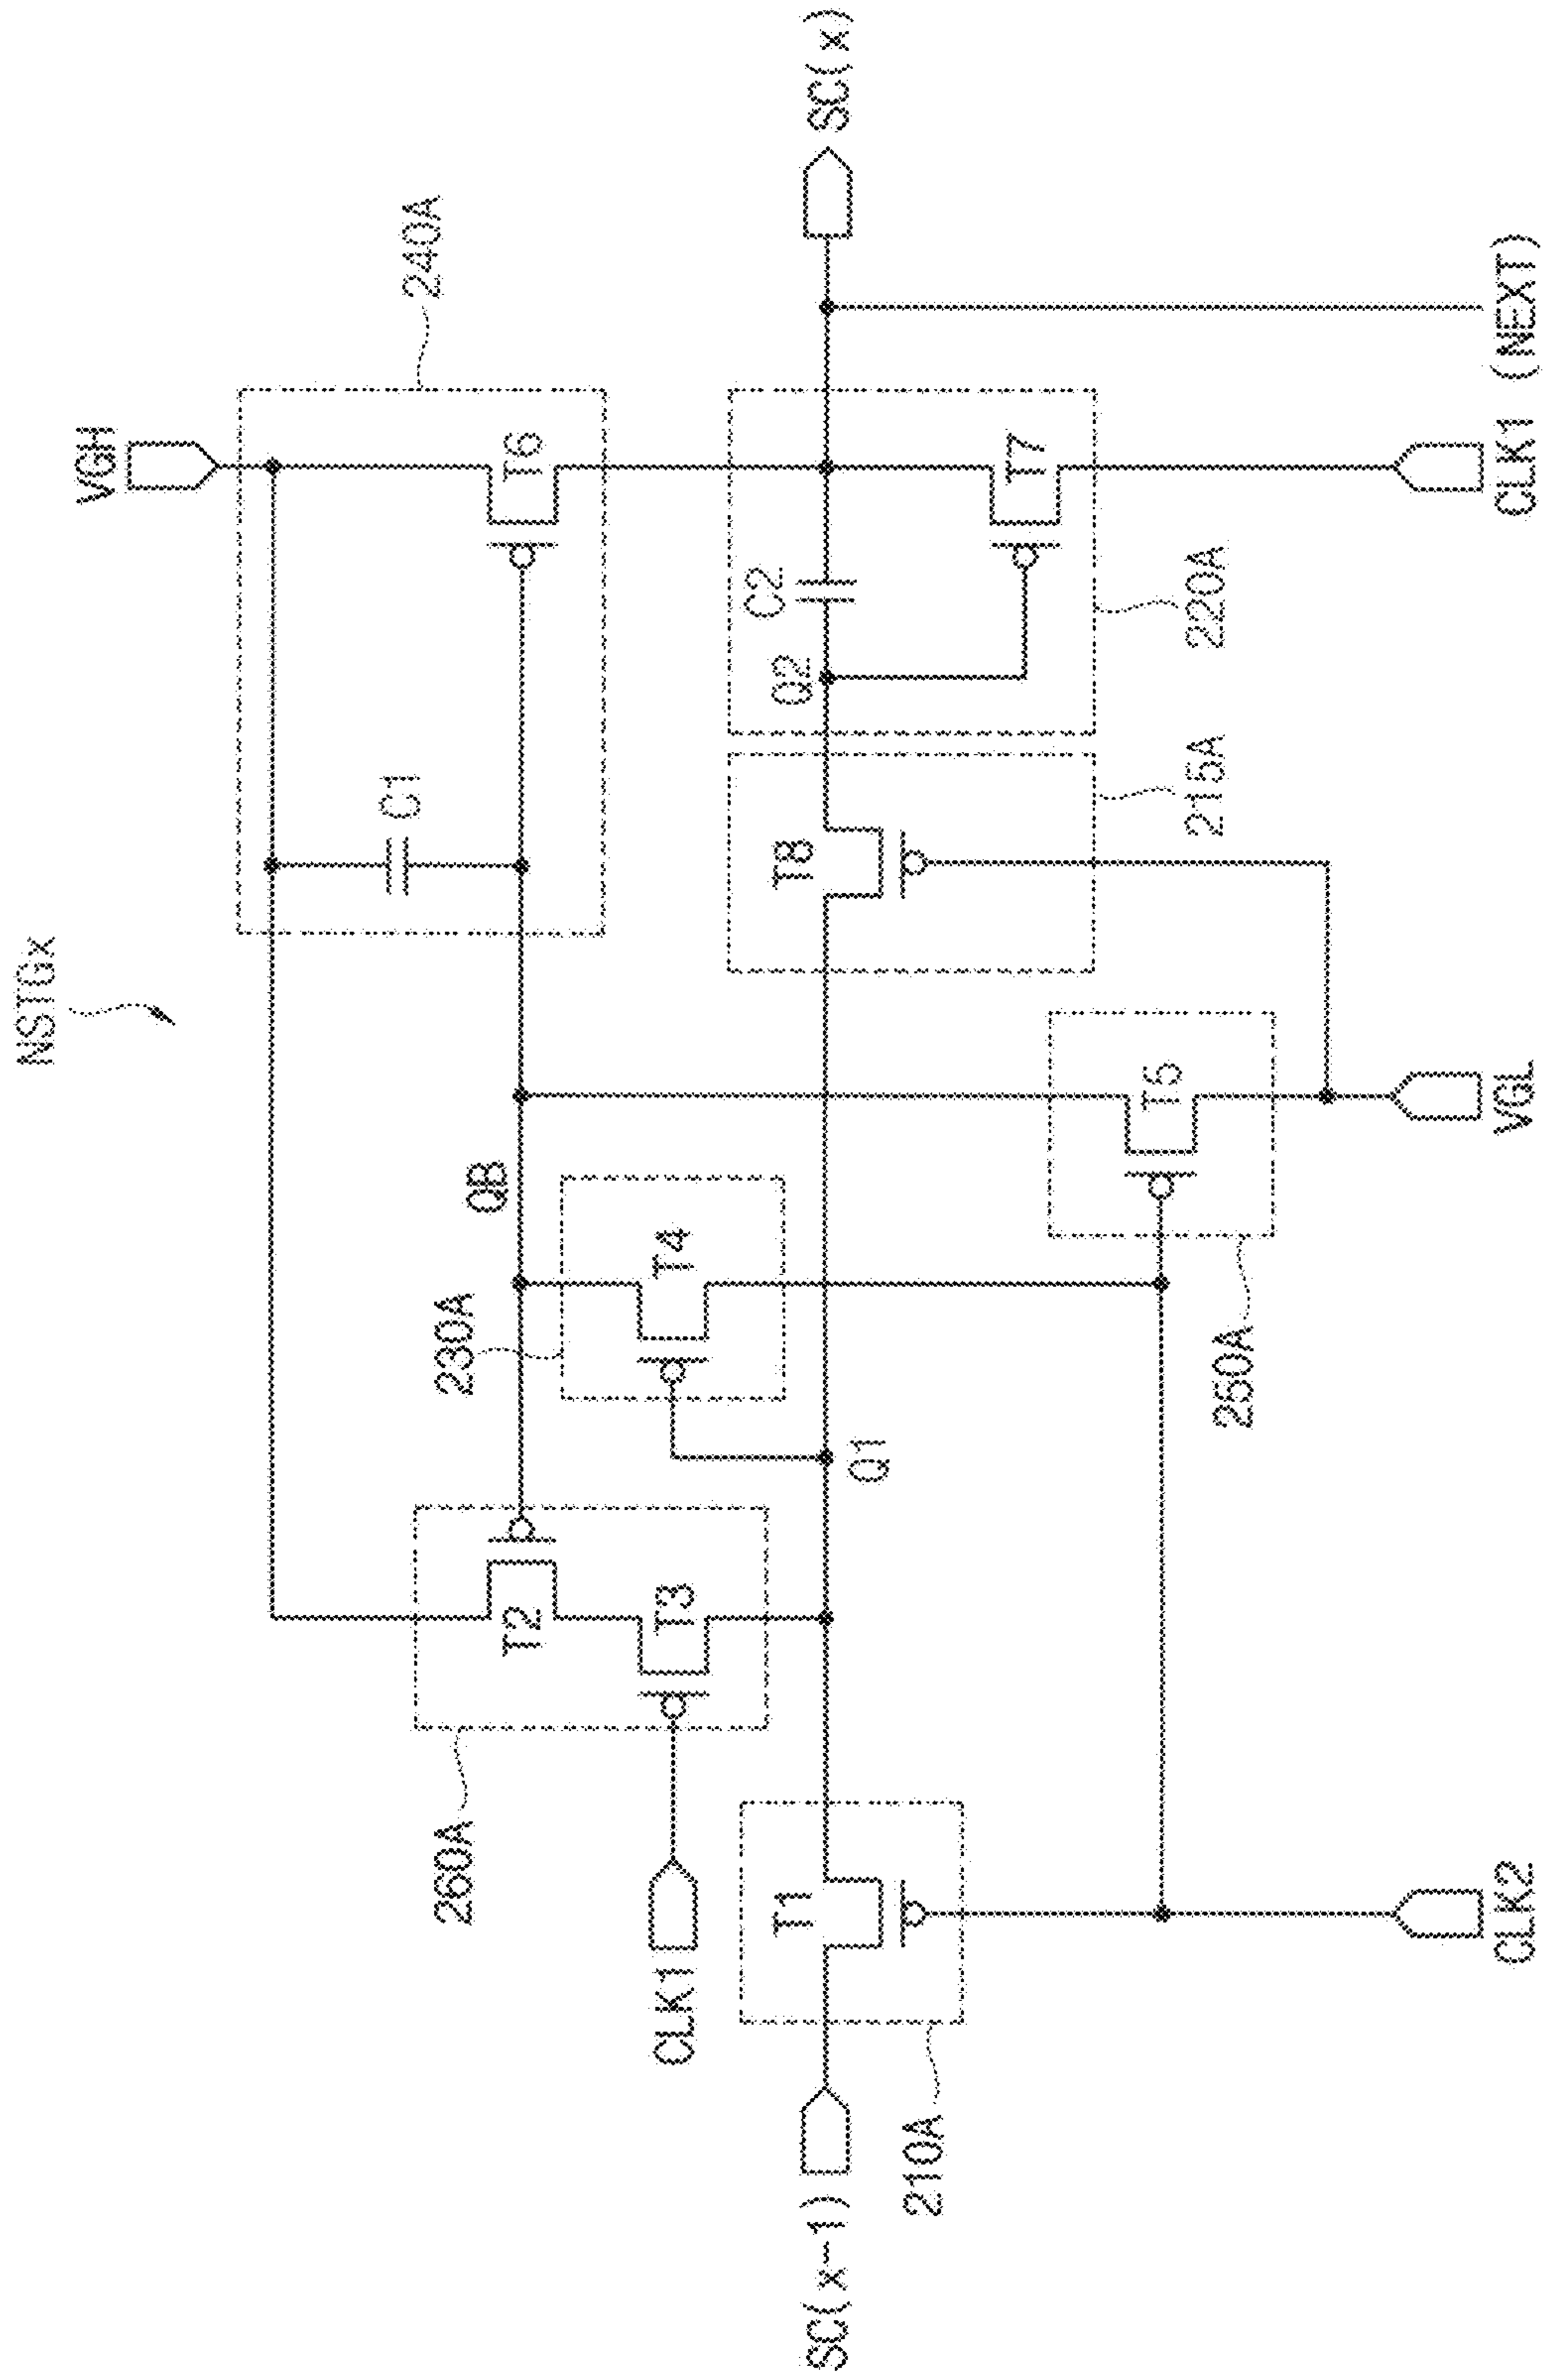 NSTGx
VGH
240A
C1
T6
QB
230A
260A
T2
T3
T4
CLK1
Q1
T8
Q2
C2
SC(x)
T7
T1
SC(x-1)
210A
T5
250A
215A
220A
CLK2
VGL
CLK1
(NEXT)